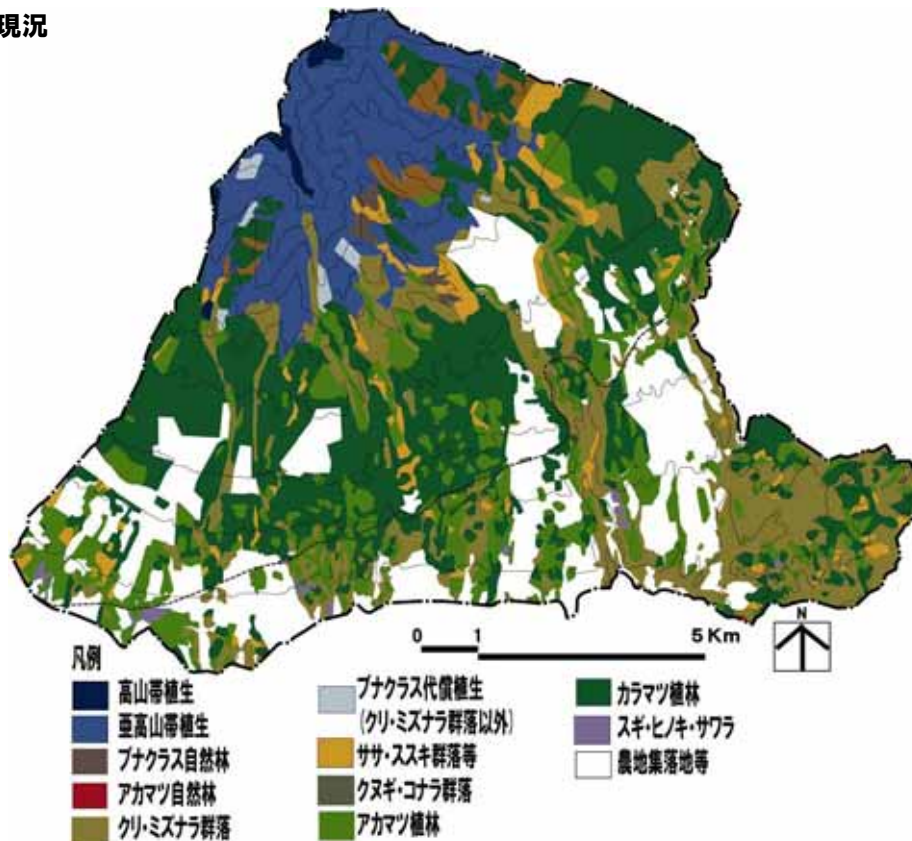 現況
0 1 5 Km
N
凡例
高山帯植生
亜高山帯植生
ブナクラス自然林
アカマツ自然林
クリ・ミズナラ群落
ブナクラス代償植生
(クリ・ミズナラ群落以外)
ササ・ススキ群落等
クヌギ・コナラ群落
アカマツ植林
カラマツ植林
スギ・ヒノキ・サワラ
農地集落地等